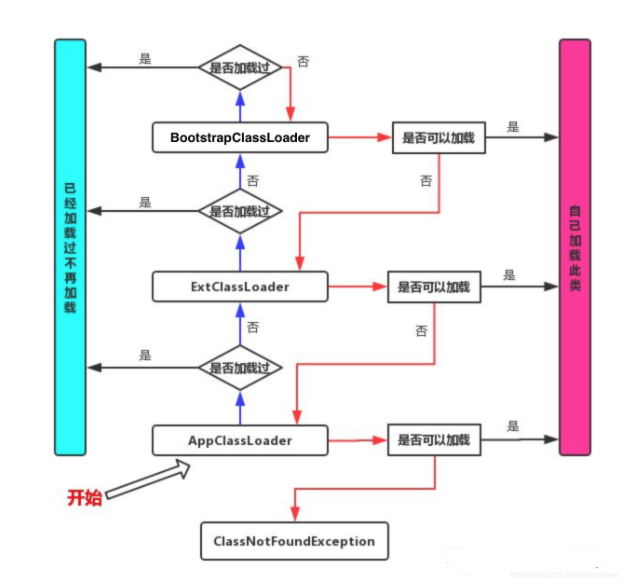 是
是否加载过
否
BootstrapClassLoader
是否可以加载
是
否
否
是
是否加载过
已经加载过不再加载
自己加载此类
ExtClassLoader
是否可以加载
是
否
否
是
是否加载过
AppClassLoader
是否可以加载
是
开始
ClassNotFoundException